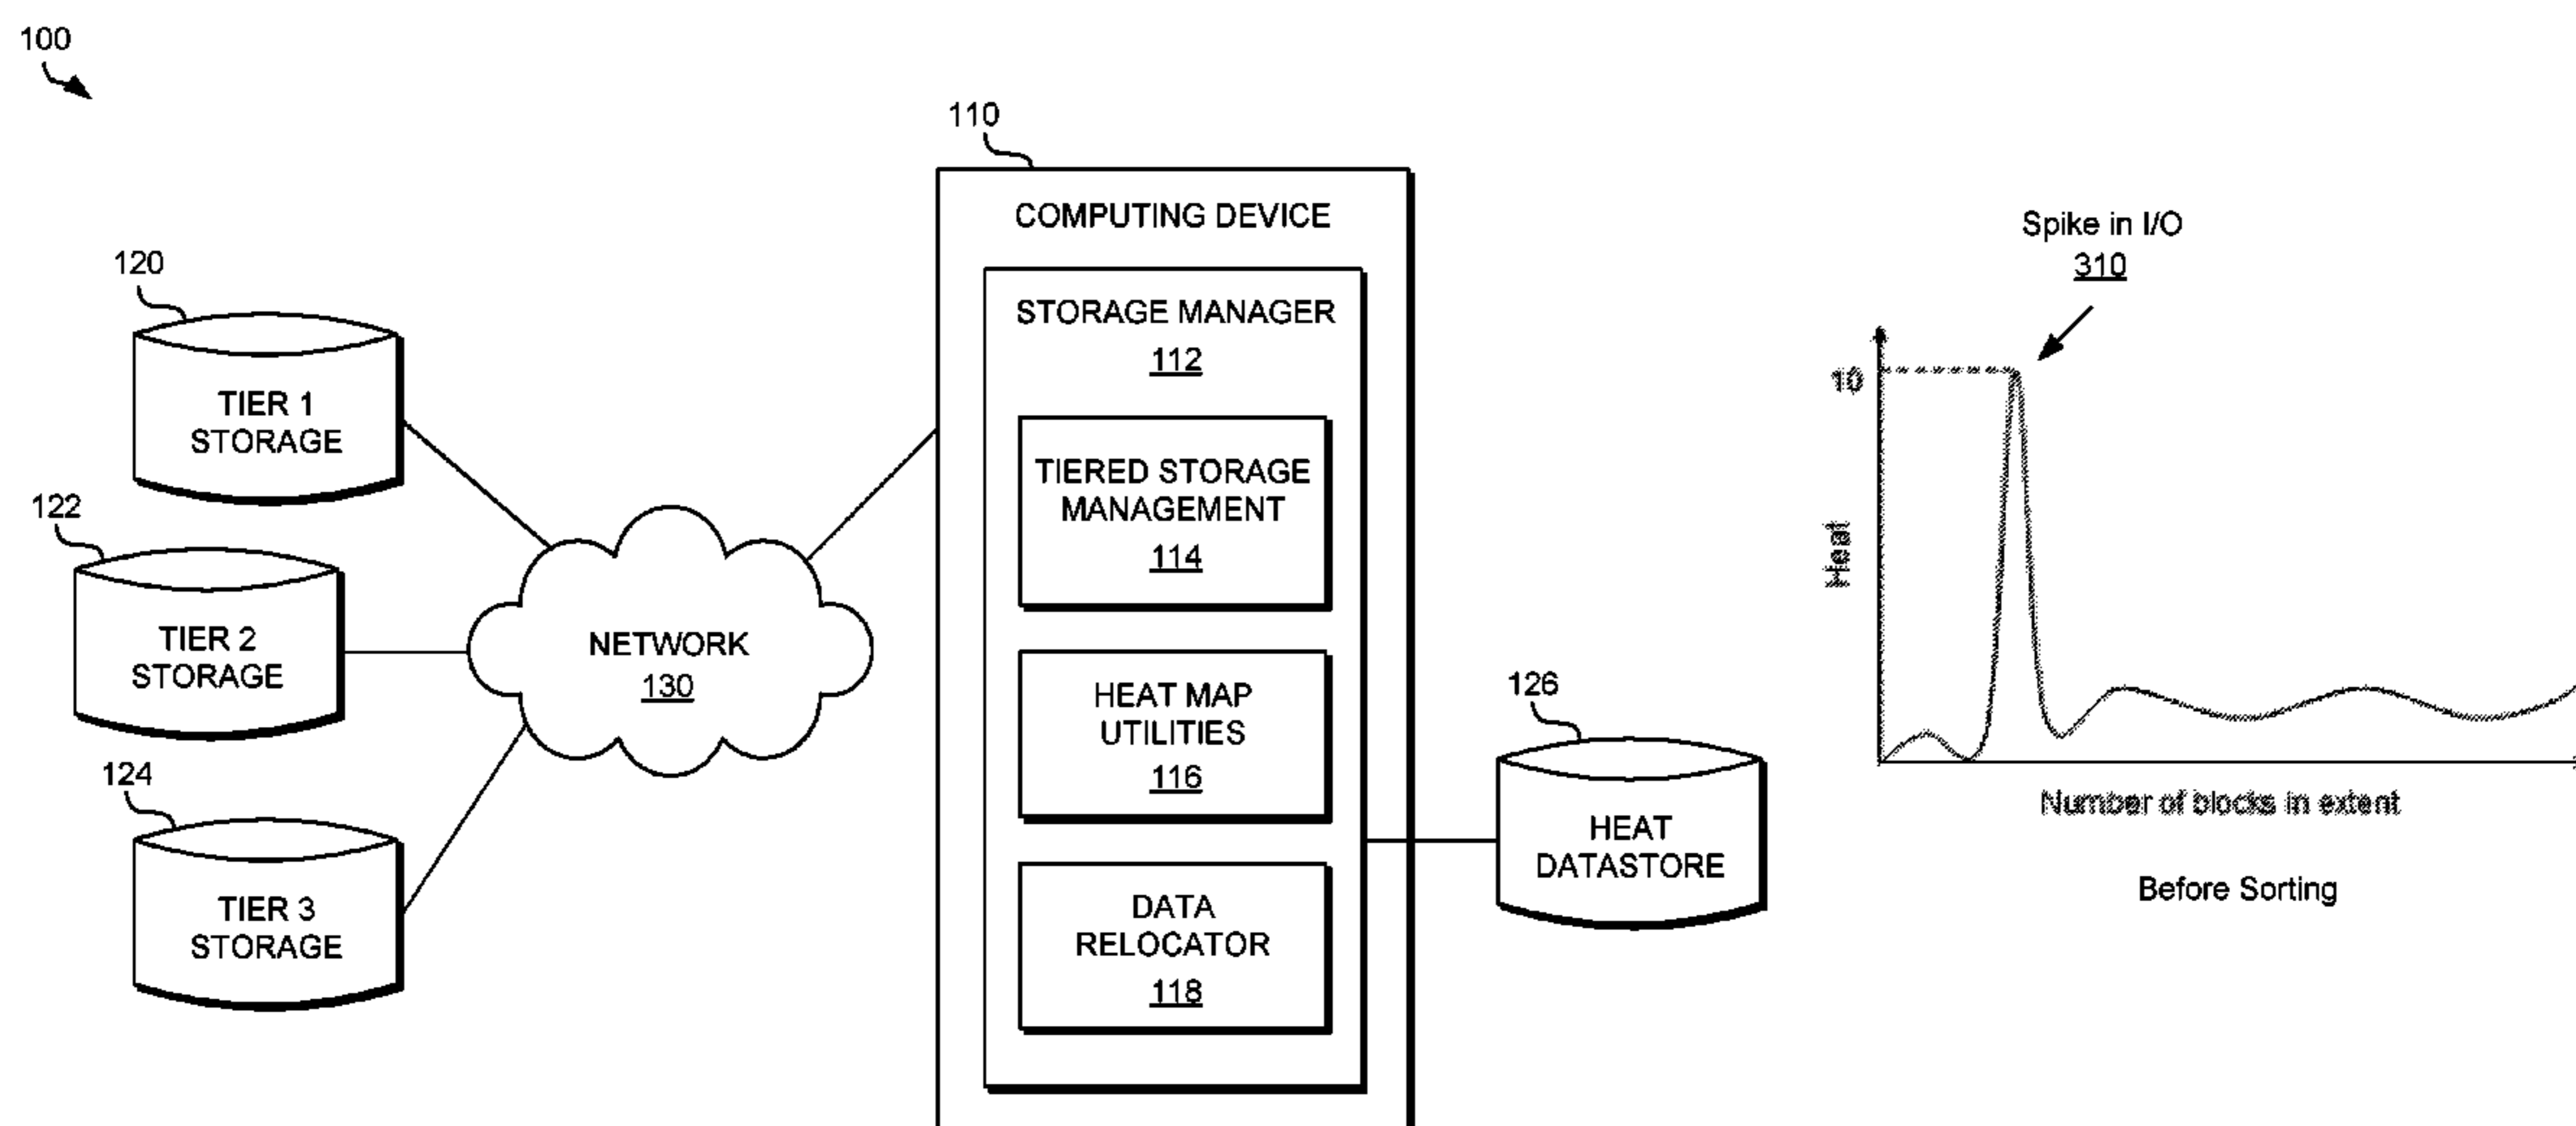 100
110
COMPUTING DEVICE
STORAGE MANAGER
112
TIERED STORAGE
MANAGEMENT
114
HEAT MAP
UTILITIES
116
DATA
RELOCATOR
118
120
TIER 1
STORAGE
122
TIER 2
STORAGE
124
TIER 3
STORAGE
NETWORK
130
126
HEAT
DATASTORE
Spike in I/O
310
10
Heat
Number of blocks in extent
Before Sorting